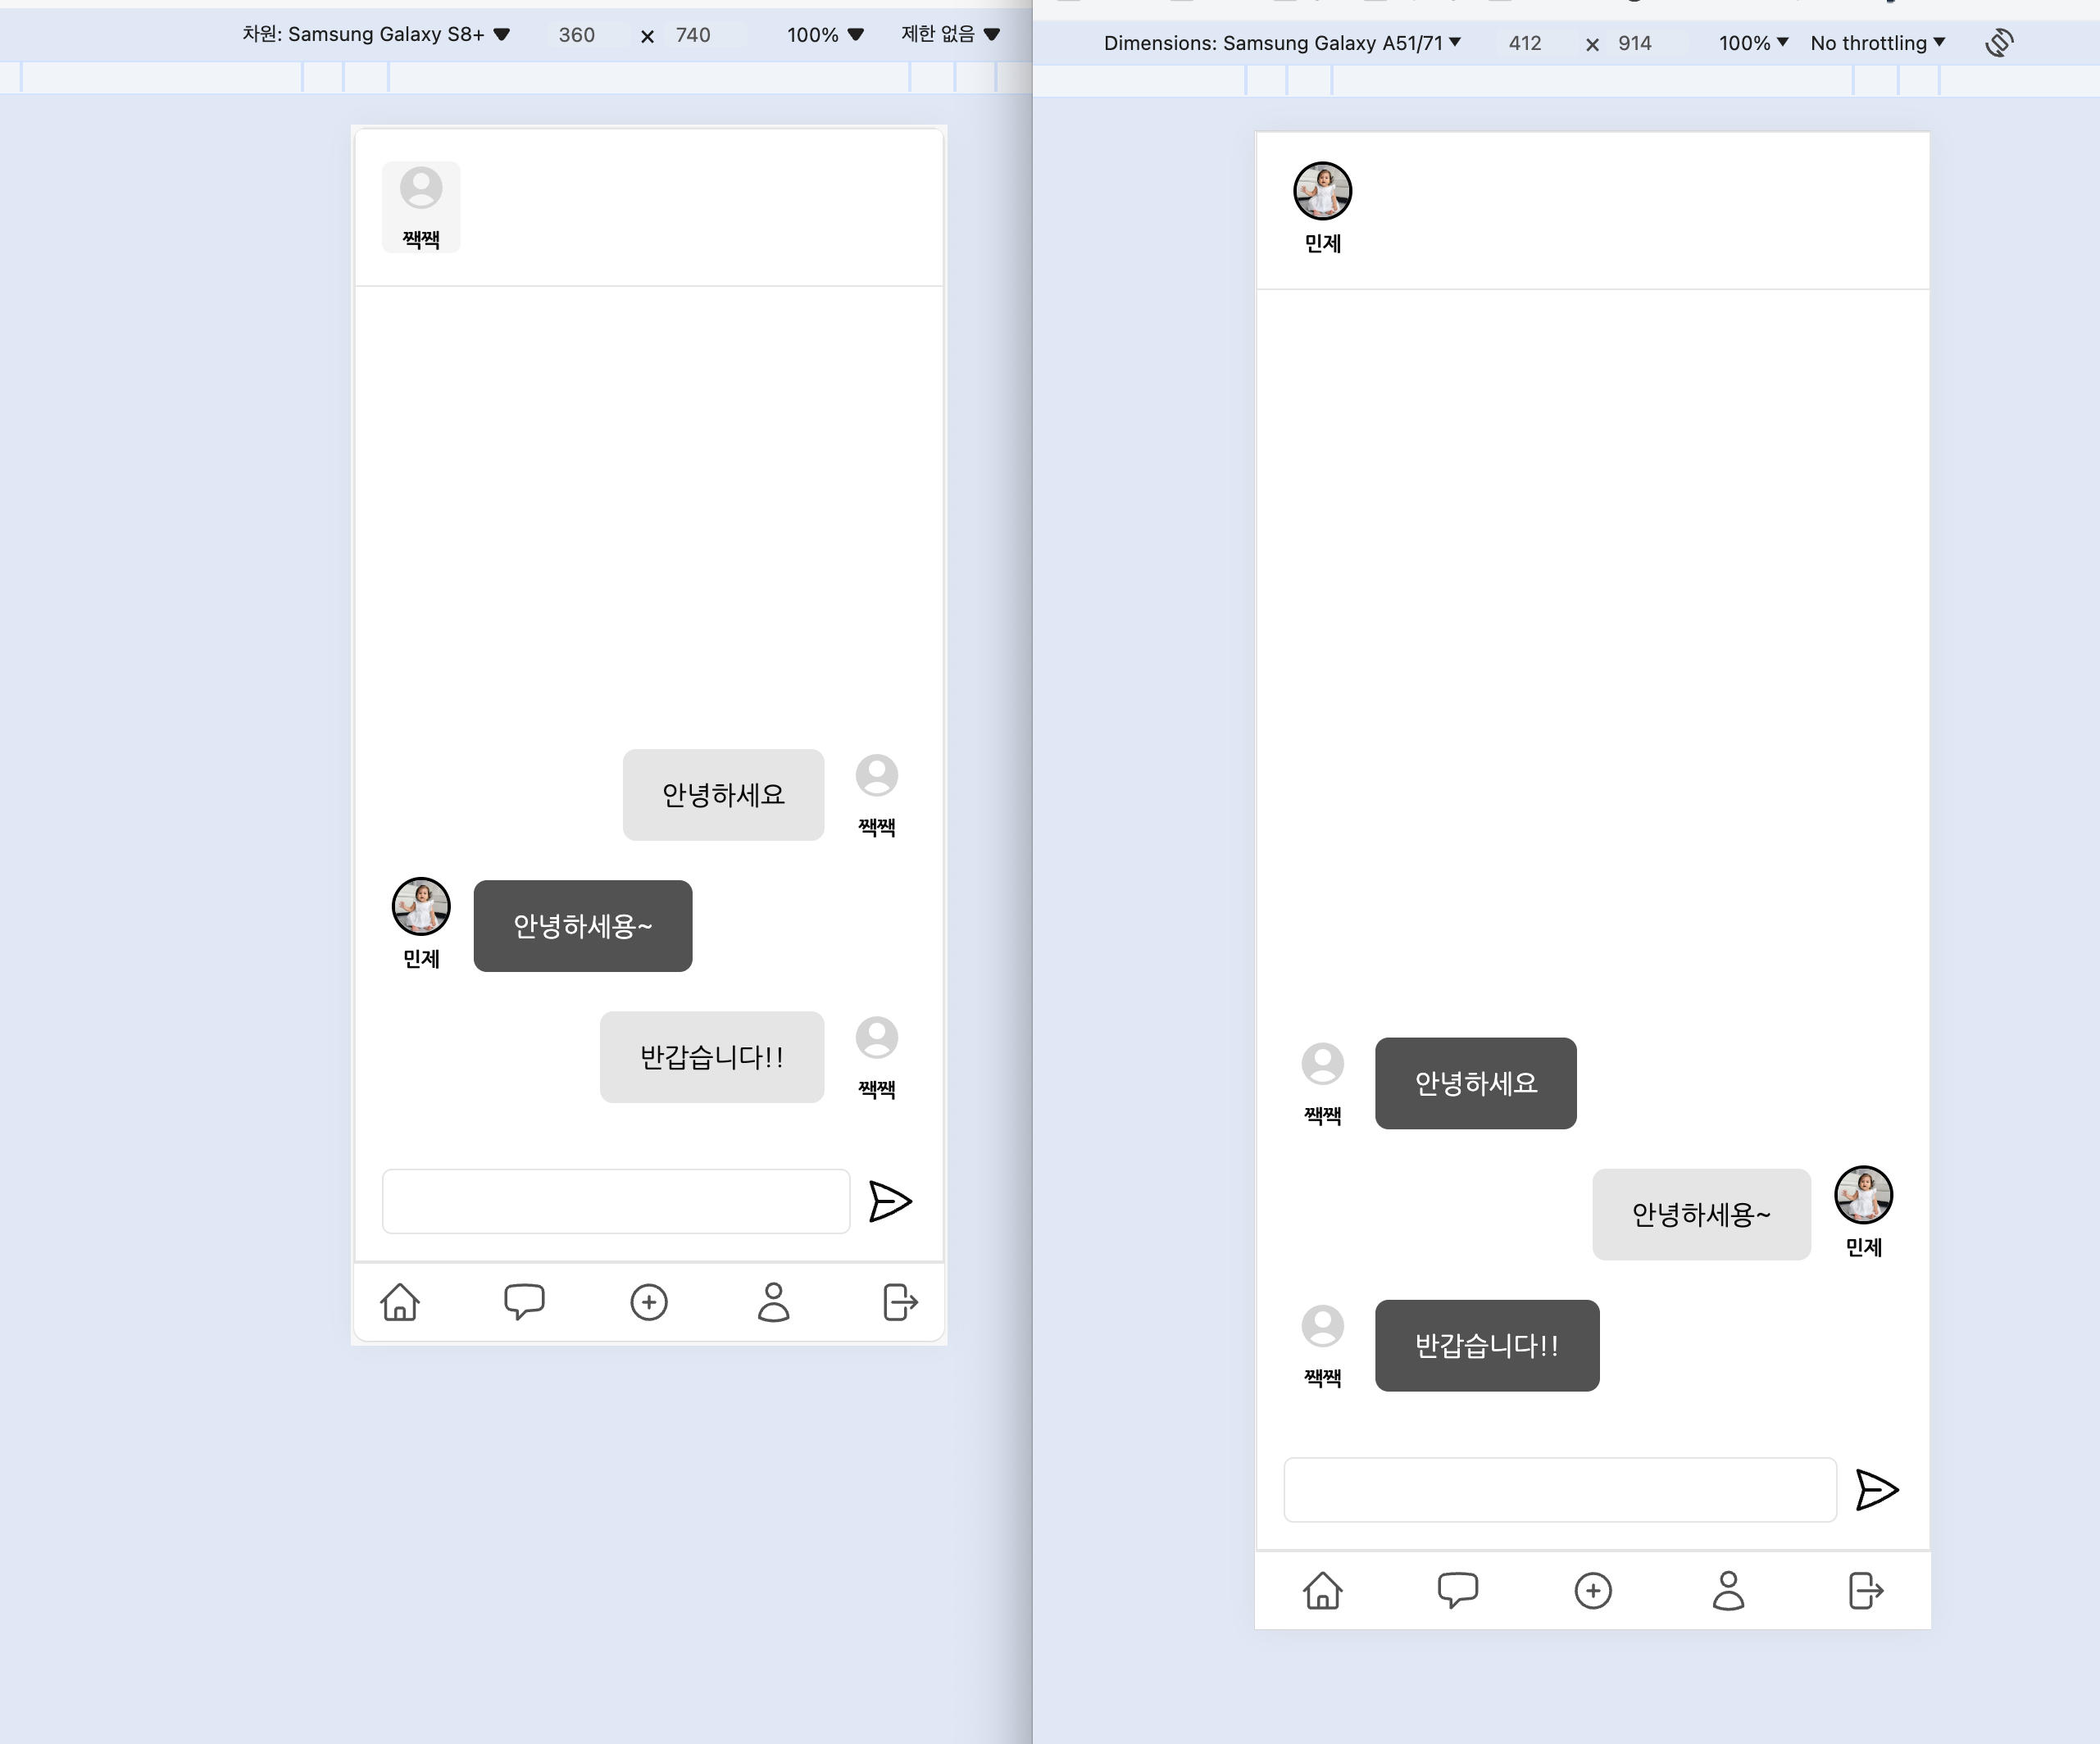 차원: Samsung Galaxy S8+ ▼ 360 × 740 100% ▼ 제한 없음 ▼
짹짹
안녕하세요
짹짹
안녕하세용~
민제
반갑습니다!!
짹짹
Dimensions: Samsung Galaxy A51/71 ▼ 412 × 914 100% ▼ No throttling ▼
민제
안녕하세요
짹짹
안녕하세용~
민제
반갑습니다!!
짹짹